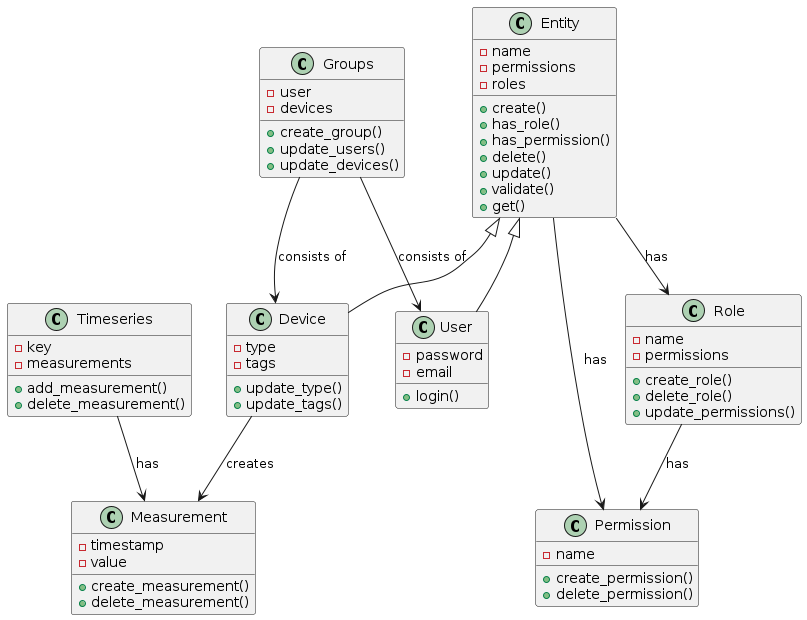 C Entity
name
permissions
roles
create()
has_role()
has_permission()
delete()
update()
validate()
get()
C Groups
user
devices
create_group()
update_users()
update_devices()
consists of
consists of
has
has
C Timeseries
key
measurements
add_measurement()
delete_measurement()
C Device
type
tags
update_type()
update_tags()
C User
password
email
login()
C Role
name
permissions
create_role()
delete_role()
update_permissions()
has
creates
has
C Measurement
timestamp
value
create_measurement()
delete_measurement()
C Permission
name
create_permission()
delete_permission()